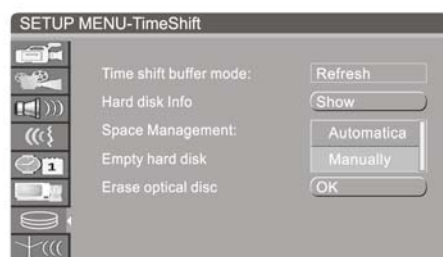 SETUP MENU-TimeShift
Time shift buffer mode: Refresh
Hard disk Info Show
Space Management: Automatica
Empty hard disk Manually
Erase optical disc OK
1